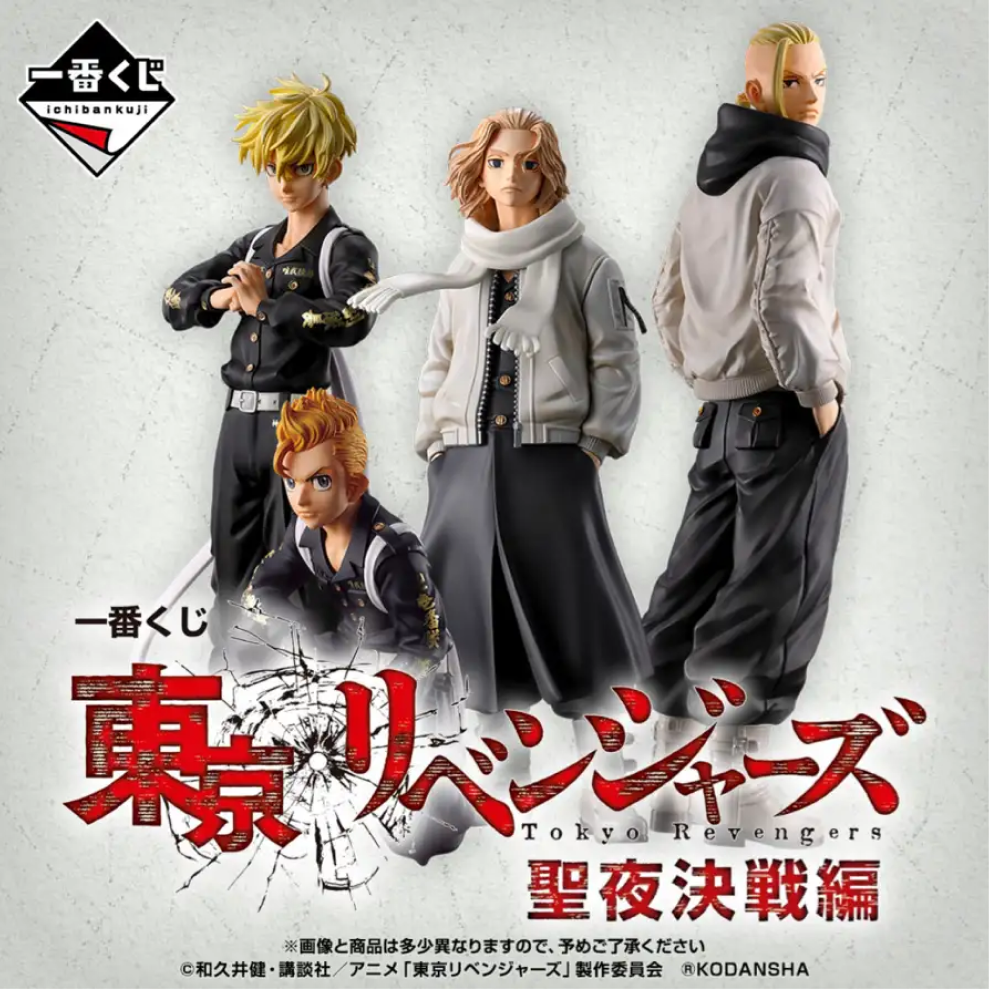 一番くじ
ichibankuji
一番くじ
東京リベンジャーズ
Tokyo Revengers
聖夜決戦編
※画像と商品は多少異なりますので、予めご了承ください
©和久井健・講談社／アニメ「東京リベンジャーズ」製作委員会 ®KODANSHA